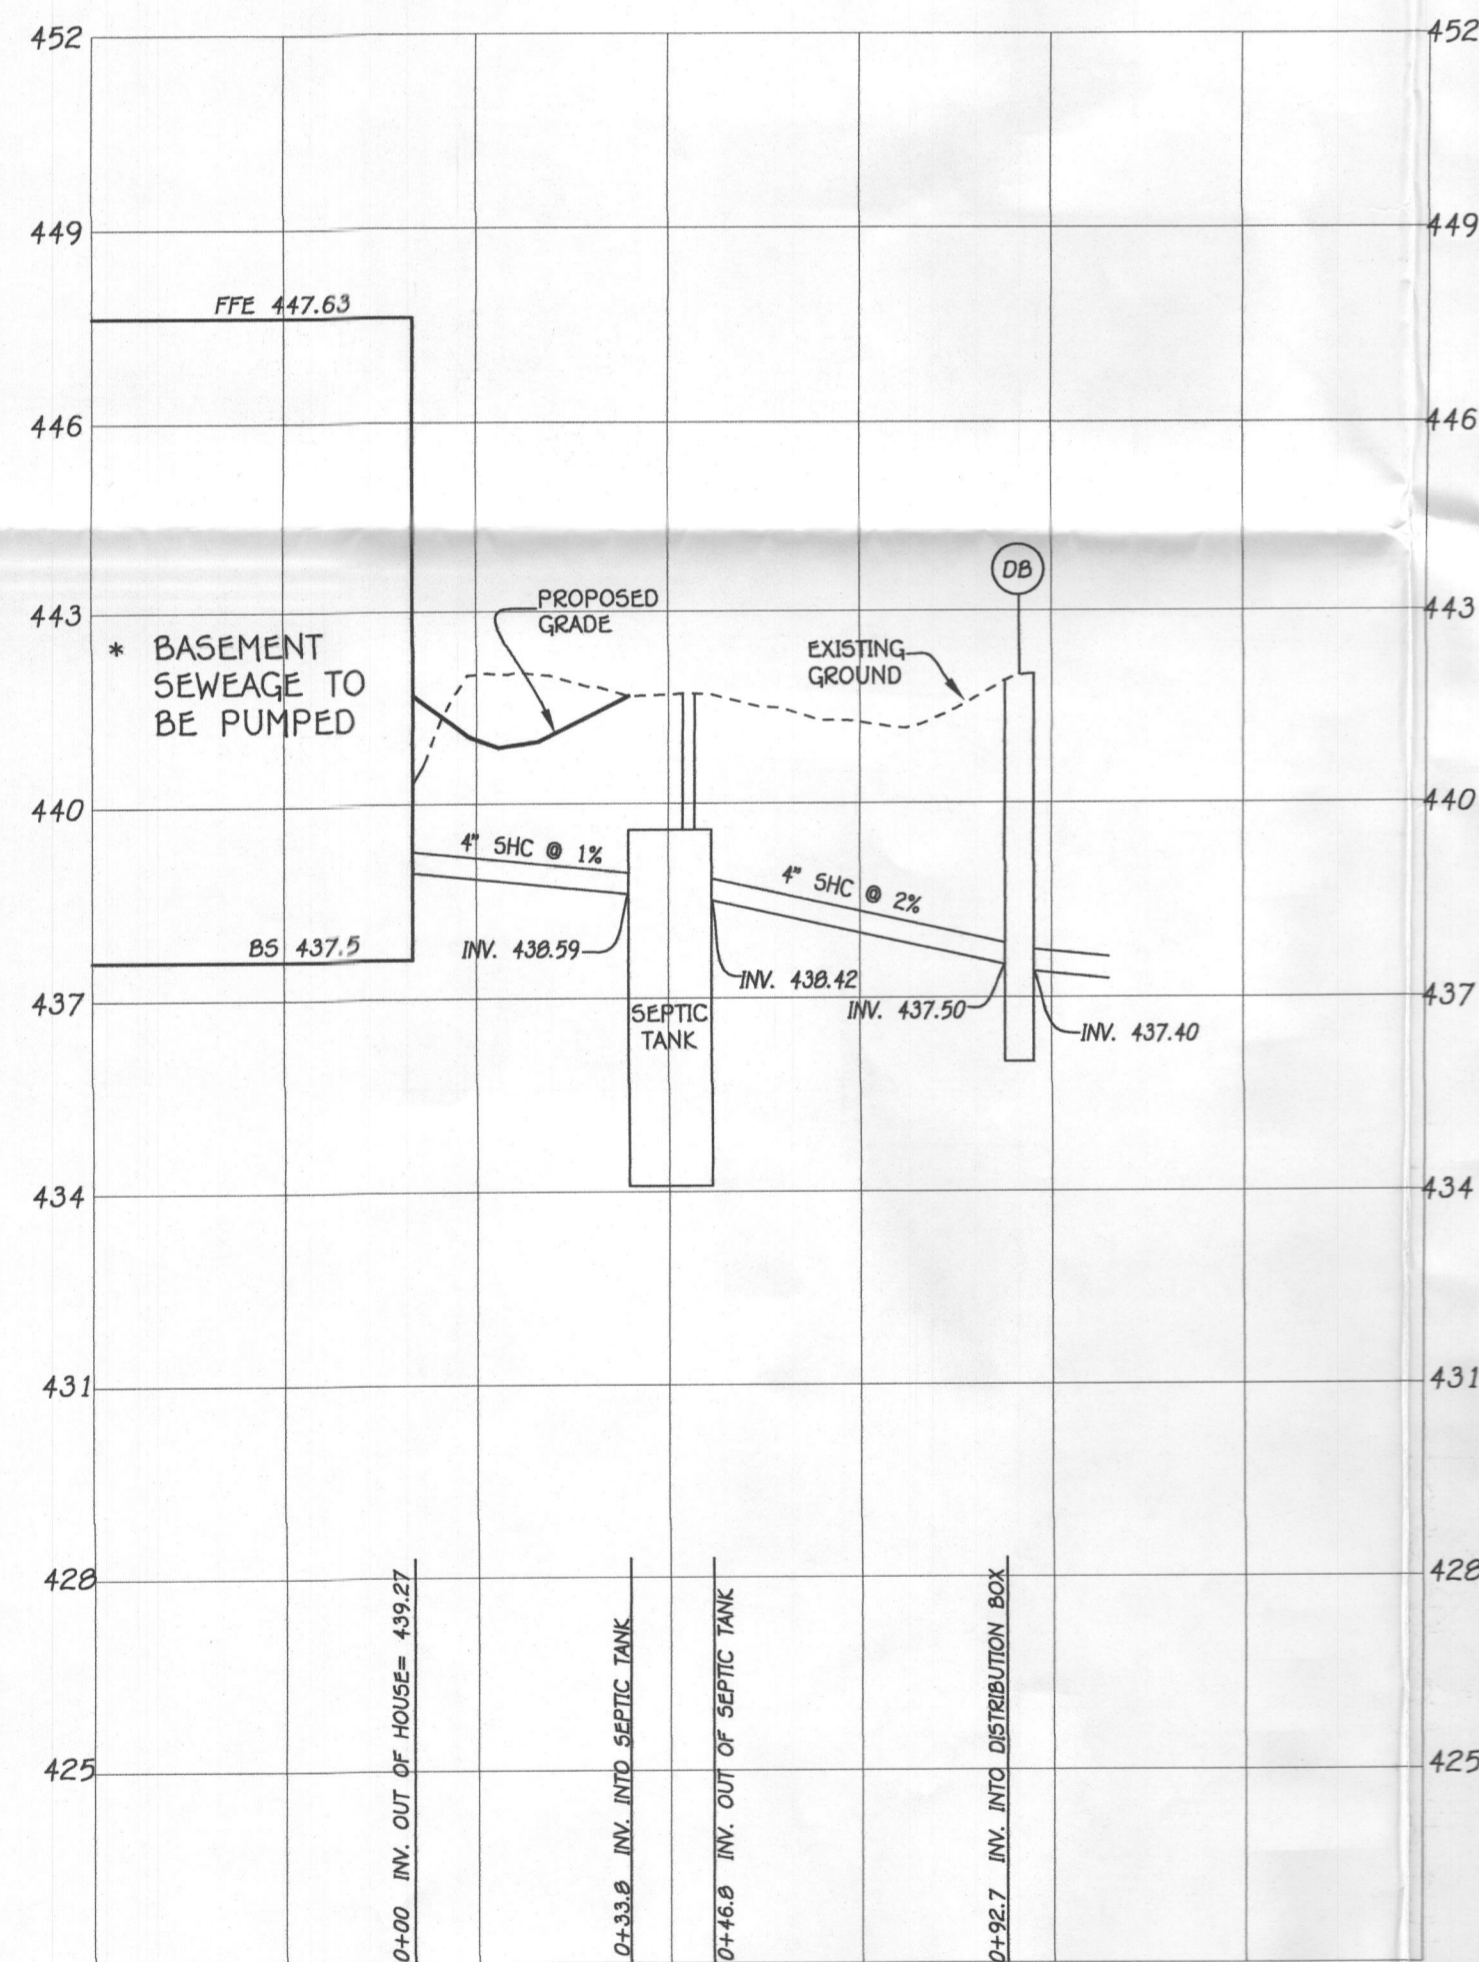 452
452
449
449
FFE 447.63
446
446
DB
443
443
PROPOSED
GRADE
* BASEMENT
SEWEAGE TO
BE PUMPED
EXISTING
GROUND
440
440
4" SHC @ 1%
4" SHC @ 2%
BS 437.5
INV. 438.59
INV. 438.42
437
437
INV. 437.50
SEPTIC
TANK
INV. 437.40
434
434
431
431
428
428
425
425
0+00 INV. OUT OF HOUSE= 439.27
0+33.8 INV. INTO SEPTIC TANK
0+46.8 INV. OUT OF SEPTIC TANK
0+92.7 INV. INTO DISTRIBUTION BOX